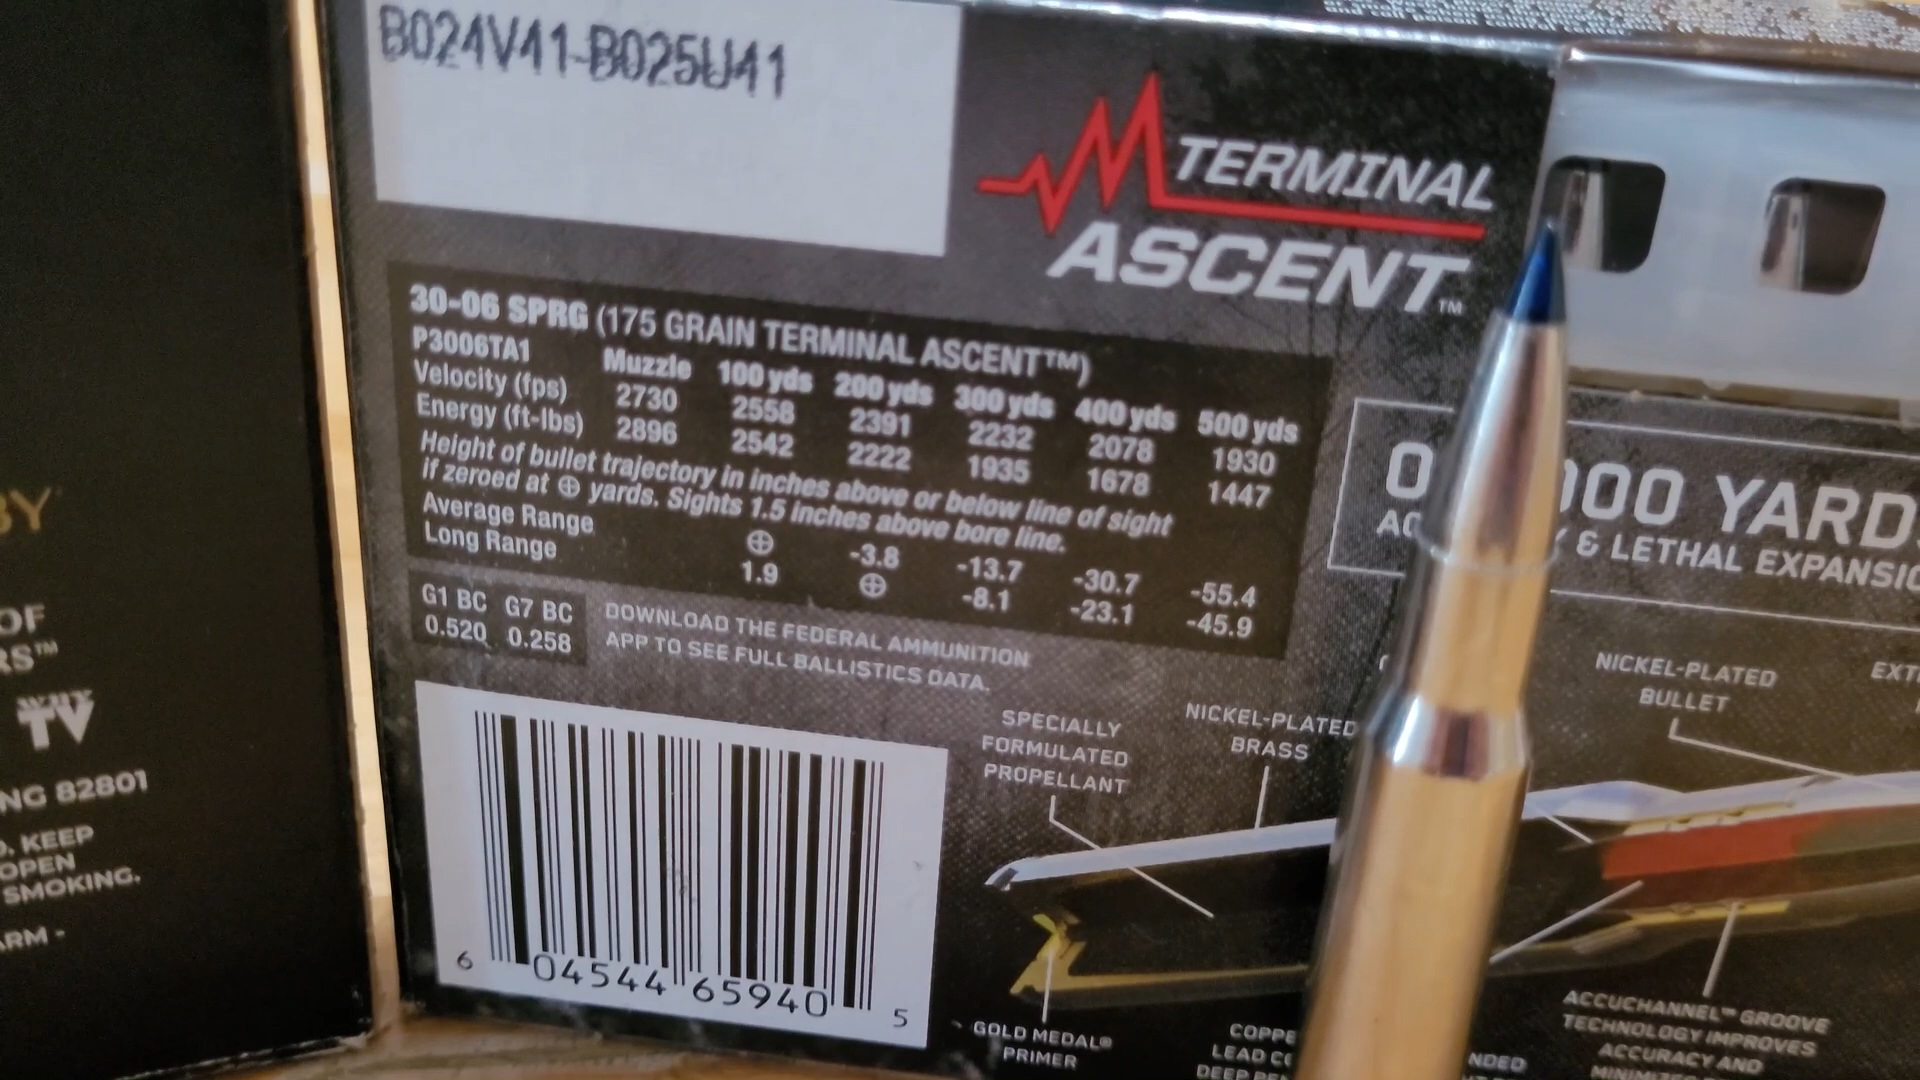 B024V41-B025U41
TERMINAL
ASCENT™
30-06 SPRG (175 GRAIN TERMINAL ASCENT™)
P3006TA1 Muzzle 100 yds 200 yds 300 yds 400 yds 500 yds
Velocity (fps) 2730 2558 2391 2232 2078 1930
Energy (ft-lbs) 2896 2542 2222 1935 1678 1447
Height of bullet trajectory in inches above or below line of sight
if zeroed at ⊕ yards. Sights 1.5 inches above bore line.
Average Range ⊕ -3.8 -13.7 -30.7 -55.4
Long Range 1.9 ⊕ -8.1 -23.1 -45.9
G1 BC G7 BC
0.520 0.258
DOWNLOAD THE FEDERAL AMMUNITION
APP TO SEE FULL BALLISTICS DATA.
6 04544 65940 5
YARDS
& LETHAL
SPECIALLY
FORMULATED
PROPELLANT
NICKEL-PLATED
BRASS
NICKEL-PLATED
BULLET
GOLD MEDAL®
PRIMER
ACCUCHANNEL™ GROOVE
TECHNOLOGY IMPROVES
ACCURACY AND
OF
TV
82801
KEEP
OPEN
SMOKING.